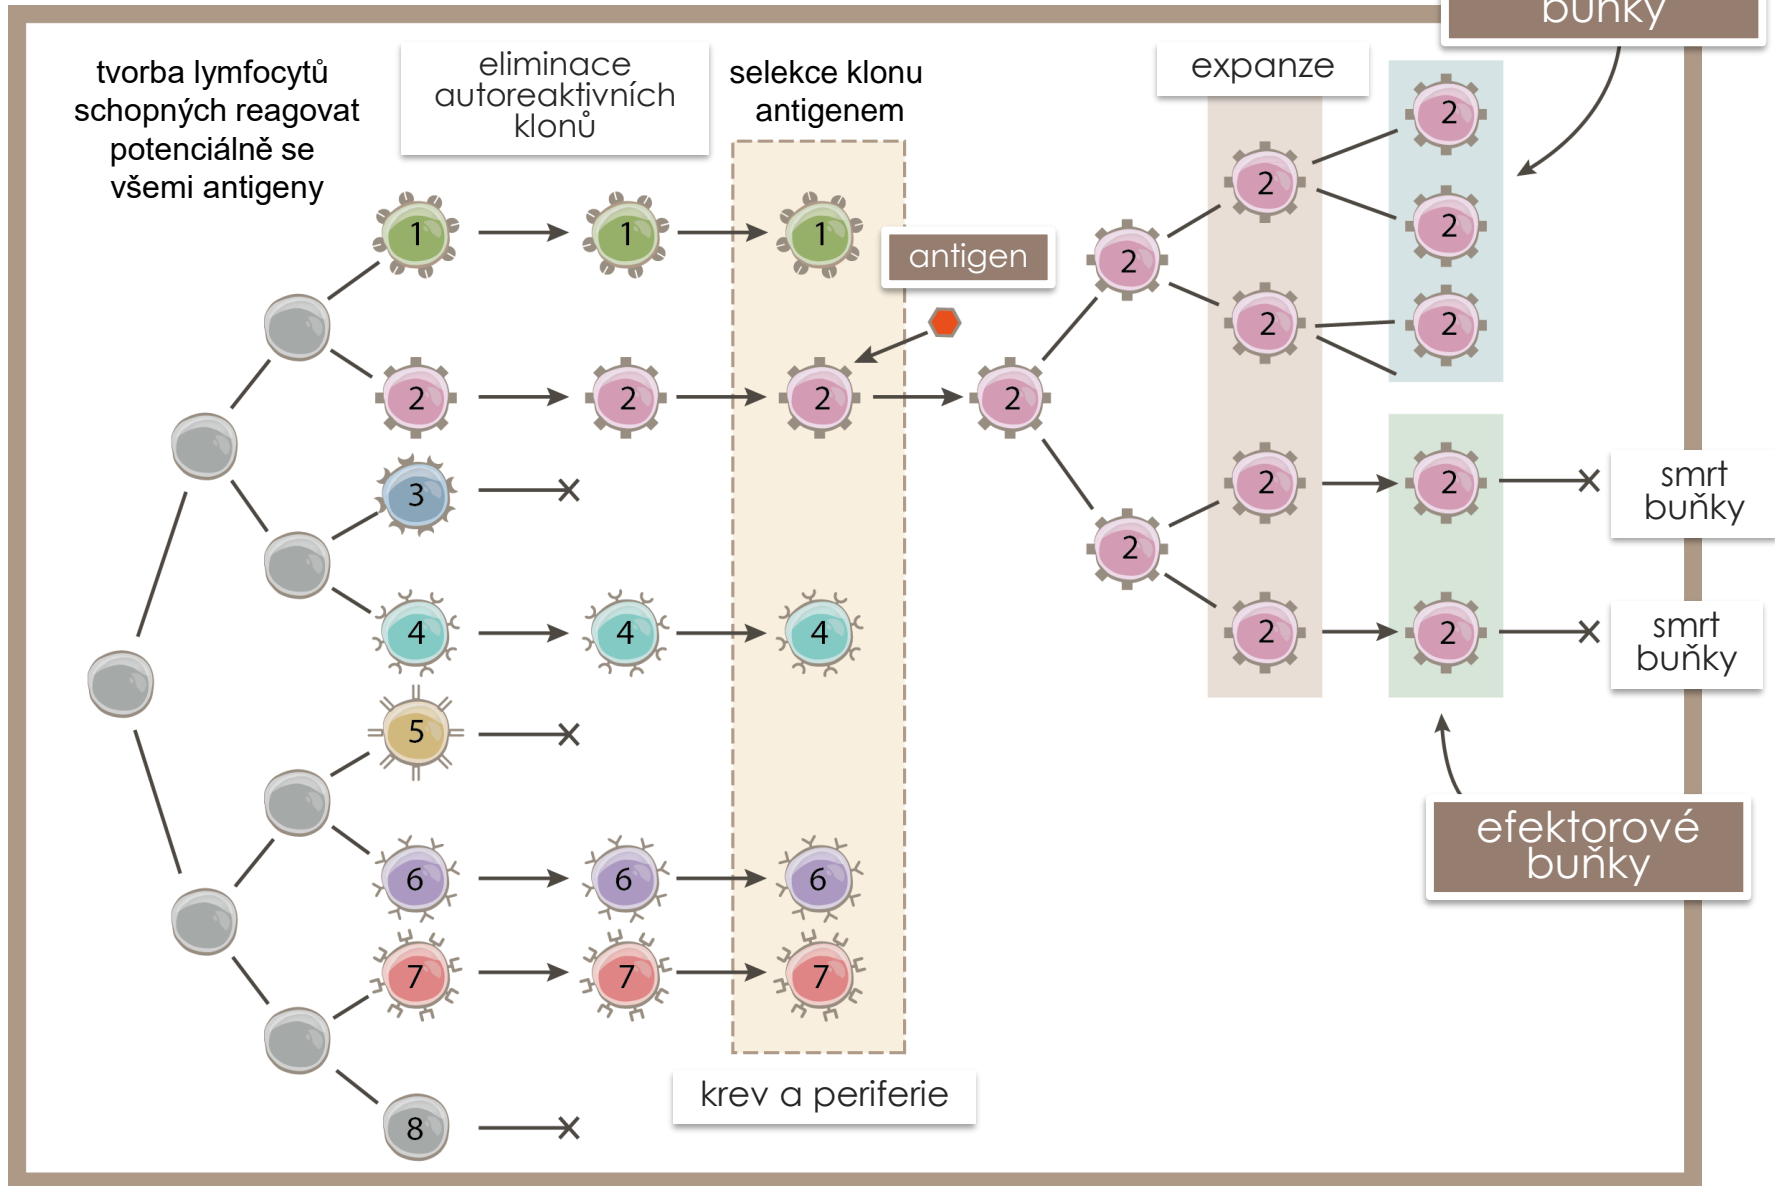 buňky
tvorba lymfocytů
schopných reagovat
potenciálně se
všemi antigeny
eliminace
autoreaktivních
klonů
selekce klonu
antigenem
expanze
antigen
1 1 1
2 2 2 2
3
4 4 4
5
6 6 6
7 7 7
8
2
2
2
2
2
2
2
2
2
2 2
smrt
buňky
smrt
buňky
efektorové
buňky
krev a periferie